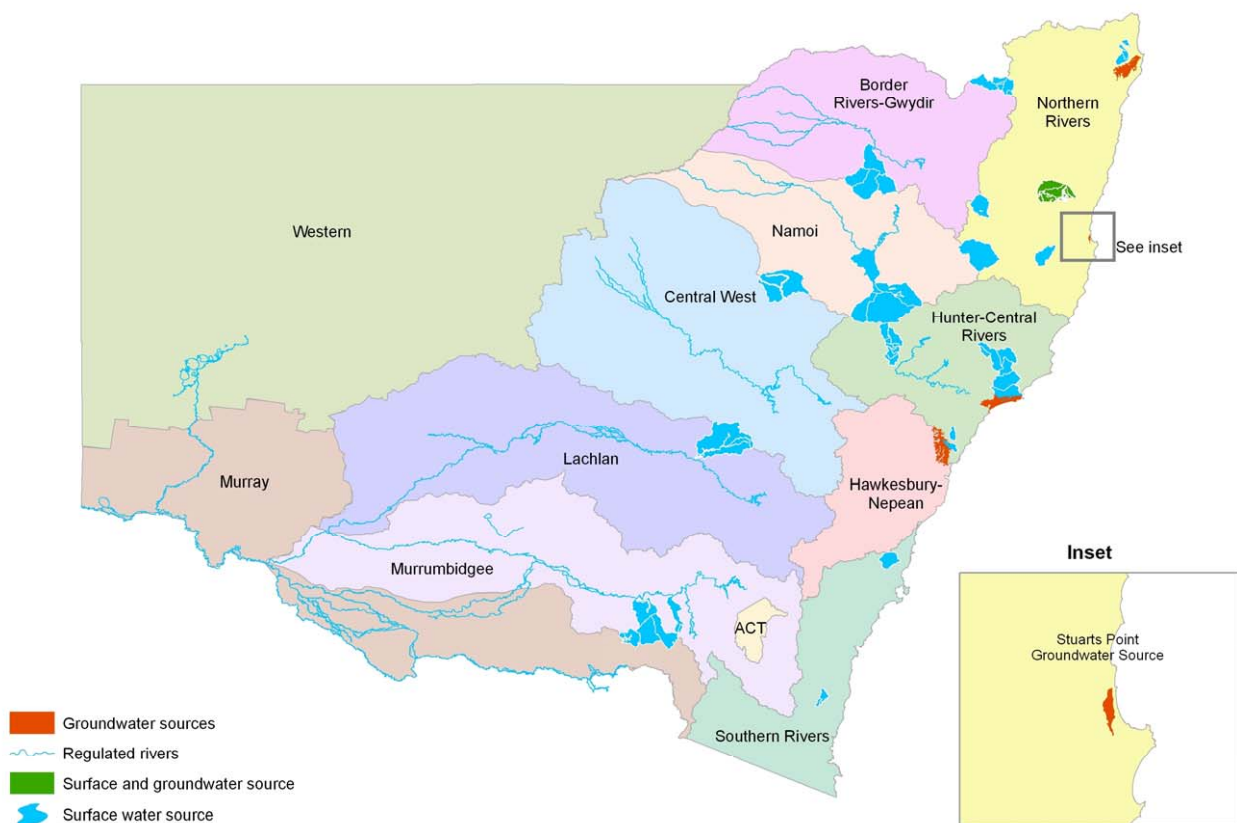 Border
Rivers-Gwydir
Northern
Rivers
Western
Namoi
See inset
Central West
Hunter-Central
Rivers
Lachlan
Murray
Hawkesbury-
Nepean
Inset
Murrumbidgee
ACT
Stuarts Point
Groundwater Source
Southern Rivers
Groundwater sources
Regulated rivers
Surface and groundwater source
Surface water source